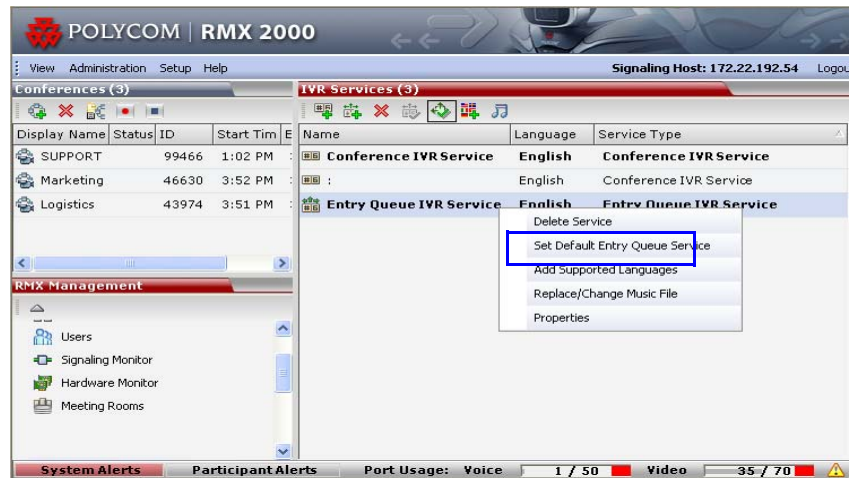 POLYCOM | RMX 2000
View Administration Setup Help Signaling Host: 172.22.192.54 Logou
Conferences (3)
Display Name Status ID Start Tim E
SUPPORT 99466 1:02 PM
Marketing 46630 3:52 PM
Logistics 43974 3:51 PM
RMX Management
Users
Signaling Monitor
Hardware Monitor
Meeting Rooms
IVR Services (3)
Name Language Service Type
Conference IVR Service English Conference IVR Service
: English Conference IVR Service
Entry Queue IVR Service English Entry Queue IVR Service
Delete Service
Set Default Entry Queue Service
Add Supported Languages
Replace/Change Music File
Properties
System Alerts Participant Alerts Port Usage: Voice 1 / 50 Video 35 / 70